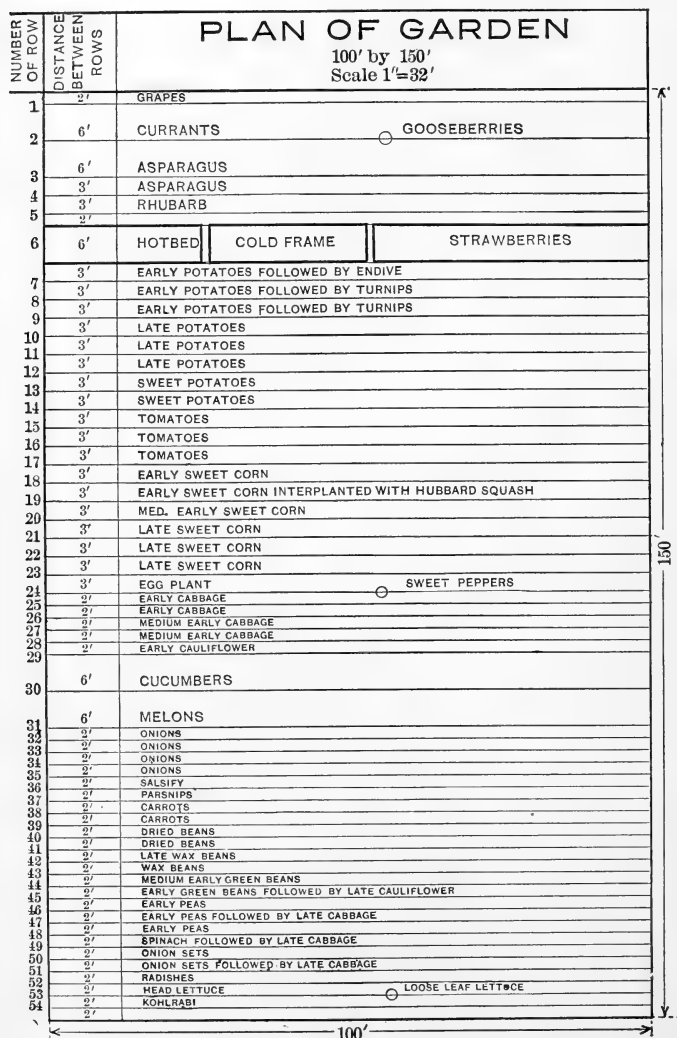 NUMBER OF ROW
DISTANCE BETWEEN ROWS
PLAN OF GARDEN
100' by 150'
Scale 1"=32'
2' GRAPES
1
6' CURRANTS GOOSEBERRIES
2
6' ASPARAGUS
3
3' ASPARAGUS
4
3' RHUBARB
5
2'
6 6' HOTBED COLD FRAME STRAWBERRIES
3' EARLY POTATOES FOLLOWED BY ENDIVE
7
3' EARLY POTATOES FOLLOWED BY TURNIPS
8
3' EARLY POTATOES FOLLOWED BY TURNIPS
9
3' LATE POTATOES
10
3' LATE POTATOES
11
3' LATE POTATOES
12
3' SWEET POTATOES
13
3' SWEET POTATOES
14
3' TOMATOES
15
3' TOMATOES
16
3' TOMATOES
17
3' EARLY SWEET CORN
18
3' EARLY SWEET CORN INTERPLANTED WITH HUBBARD SQUASH
19
3' MED. EARLY SWEET CORN
20
3' LATE SWEET CORN
21
3' LATE SWEET CORN
22
3' LATE SWEET CORN
23
3' EGG PLANT SWEET PEPPERS
24
2' EARLY CABBAGE
25
2' EARLY CABBAGE
26
2' MEDIUM EARLY CABBAGE
27
2' MEDIUM EARLY CABBAGE
28
2' EARLY CAULIFLOWER
29
6' CUCUMBERS
30
6' MELONS
31
2' ONIONS
32
2' ONIONS
33
2' ONIONS
34
2' ONIONS
35
2' SALSIFY
36
2' PARSNIPS
37
2' CARROTS
38
2' CARROTS
39
2' DRIED BEANS
40
2' DRIED BEANS
41
2' LATE WAX BEANS
42
2' WAX BEANS
43
2' MEDIUM EARLY GREEN BEANS
44
2' EARLY GREEN BEANS FOLLOWED BY LATE CAULIFLOWER
45
2' EARLY PEAS
46
2' EARLY PEAS FOLLOWED BY LATE CABBAGE
47
2' EARLY PEAS
48
2' SPINACH FOLLOWED BY LATE CABBAGE
49
2' ONION SETS
50
2' ONION SETS FOLLOWED BY LATE CABBAGE
51
2' RADISHES
52
2' HEAD LETTUCE LOOSE LEAF LETTUCE
53
2' KOHLRABI
54
2'
150'
100'